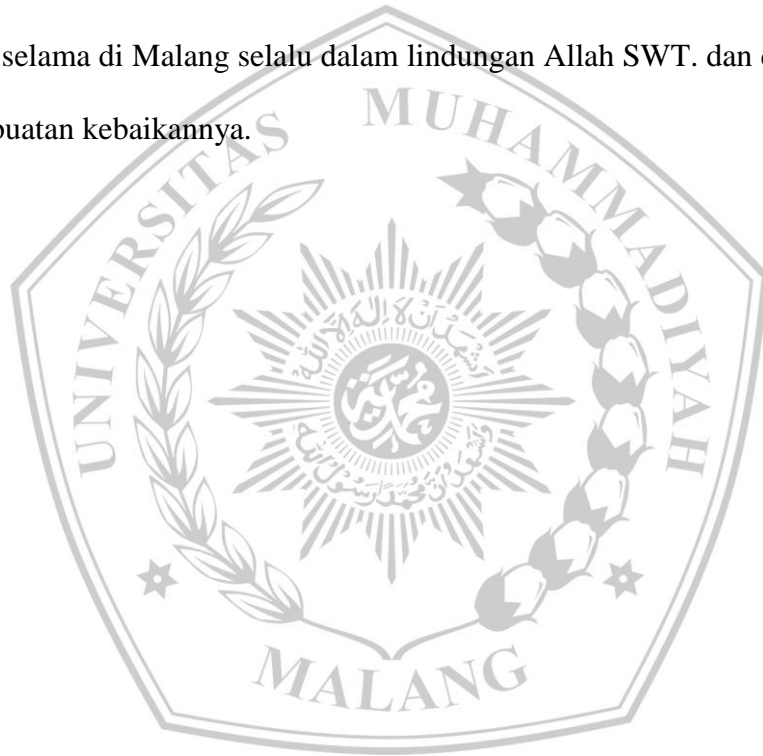 selama di Malang selalu dalam lindungan Allah SWT. dan
buatan kebaikannya.
UNIVERSITAS MUHAMMADIYAH
MALANG